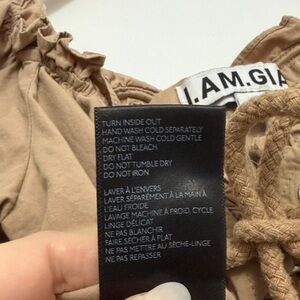 I.AM.GIA
TURN INSIDE OUT
HAND WASH COLD SEPARATELY
MACHINE WASH COLD GENTLE
DO NOT BLEACH
DRY FLAT
DO NOT TUMBLE DRY
DO NOT IRON
LAVER À L'ENVERS
LAVER SÉPARÉMENT À LA MAIN À
L'EAU FROIDE
LAVAGE MACHINE À FROID, CYCLE
LINGE DÉLICAT
NE PAS BLANCHIR
FAIRE SÉCHER À PLAT
NE PAS METTRE AU SÈCHE-LINGE
NE PAS REPASSER